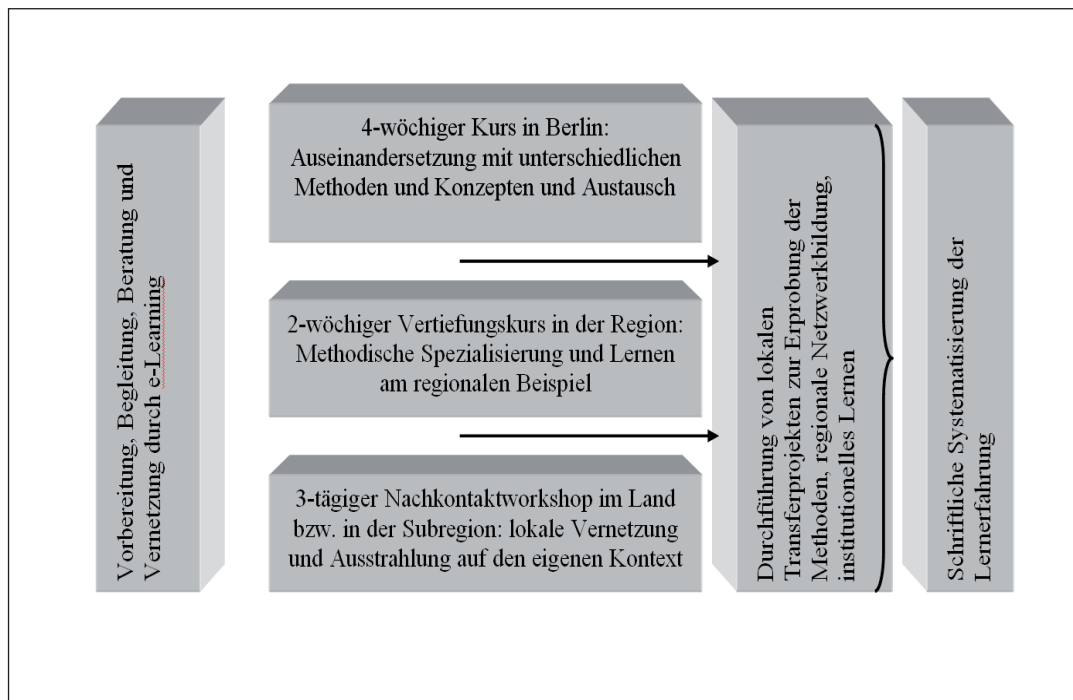 Vorbereitung, Begleitung, Beratung und
Vernetzung durch e-Learning
4-wöchiger Kurs in Berlin:
Auseinandersetzung mit unterschiedlichen
Methoden und Konzepten und Austausch
2-wöchiger Vertiefungskurs in der Region:
Methodische Spezialisierung und Lernen
am regionalen Beispiel
3-tägiger Nachkontaktworkshop im Land
bzw. in der Subregion: lokale Vernetzung
und Ausstrahlung auf den eigenen Kontext
Durchführung von lokalen
Transferprojekten zur Erprobung der
Methoden, regionale Netzwerkbildung,
institutionelles Lernen
Schriftliche Systematisierung der
Lernerfahrung